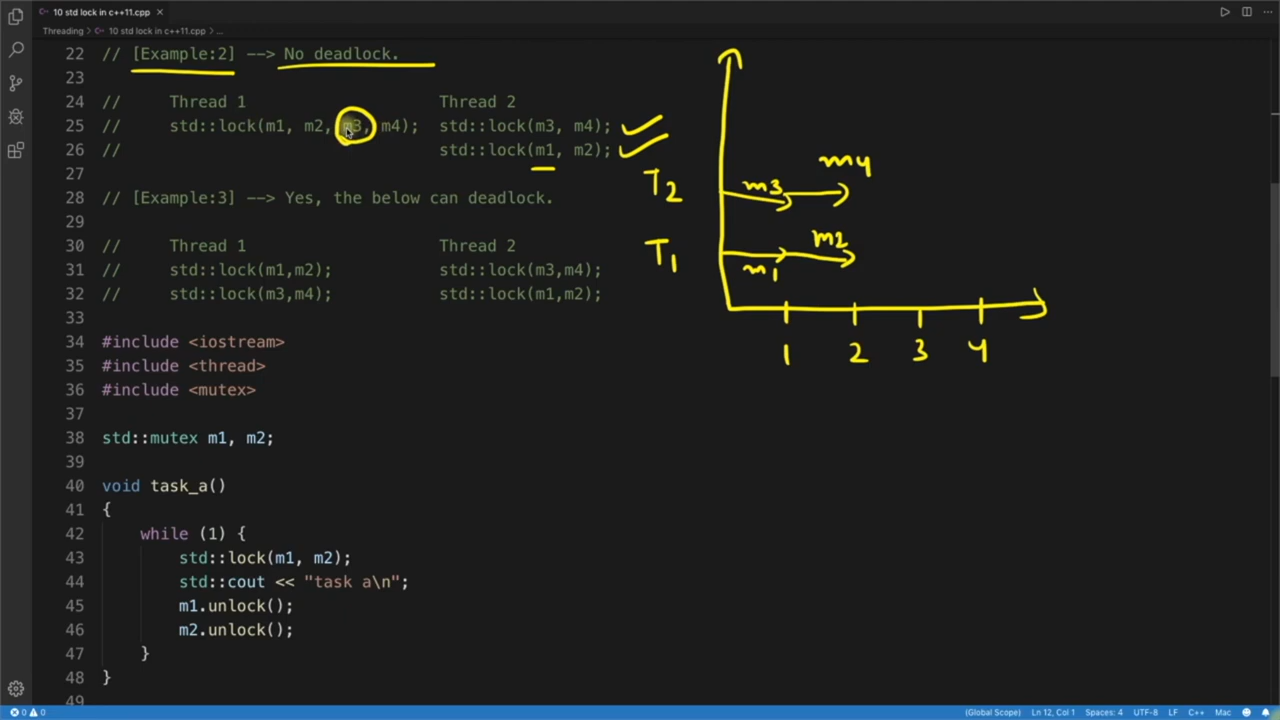 10 std lock in c++11.cpp ×
Threading > 10 std lock in c++11.cpp > ...
22 // [Example:2] --> No deadlock.
23
24 // Thread 1 Thread 2
25 // std::lock(m1, m2, m3, m4); std::lock(m3, m4);
26 // std::lock(m1, m2);
27
28 // [Example:3] --> Yes, the below can deadlock.
29
30 // Thread 1 Thread 2
31 // std::lock(m1,m2); std::lock(m3,m4);
32 // std::lock(m3,m4); std::lock(m1,m2);
33
34 #include <iostream>
35 #include <thread>
36 #include <mutex>
37
38 std::mutex m1, m2;
39
40 void task_a()
41 {
42 while (1) {
43 std::lock(m1, m2);
44 std::cout << "task a\n";
45 m1.unlock();
46 m2.unlock();
47 }
48 }
49
T2 m3 m4
T1 m1 m2
1 2 3 4
0 0 (Global Scope) Ln 12, Col 1 Spaces: 4 UTF-8 LF C++ Mac